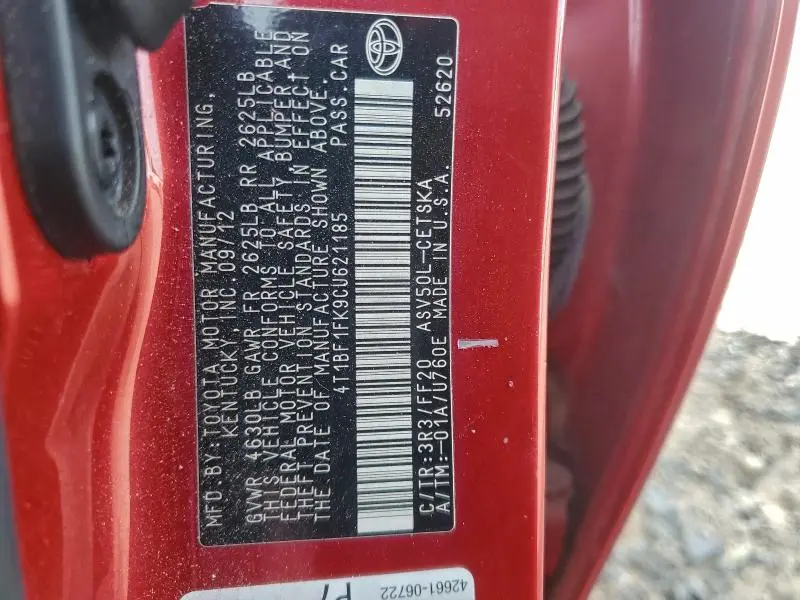 MFD.BY:TOYOTA MOTOR MANUFACTURING,
KENTUCKY,INC.09/12
GVWR 4630LB GAWR FR 2625LB RR 2625LB
THIS VEHICLE CONFORMS TO ALL APPLICABLE
FEDERAL MOTOR VEHICLE SAFETY,BUMPER,AND
THEFT PREVENTION STANDARDS IN EFFECT ON
THE DATE OF MANUFACTURE SHOWN ABOVE.
4T1BF1FK9CU621185 PASS.CAR
C/TR:3R3/FF20 ASV50L-CETSKA
A/TM:-01A/U760E MADE IN U.S.A. 52620
42661-06722